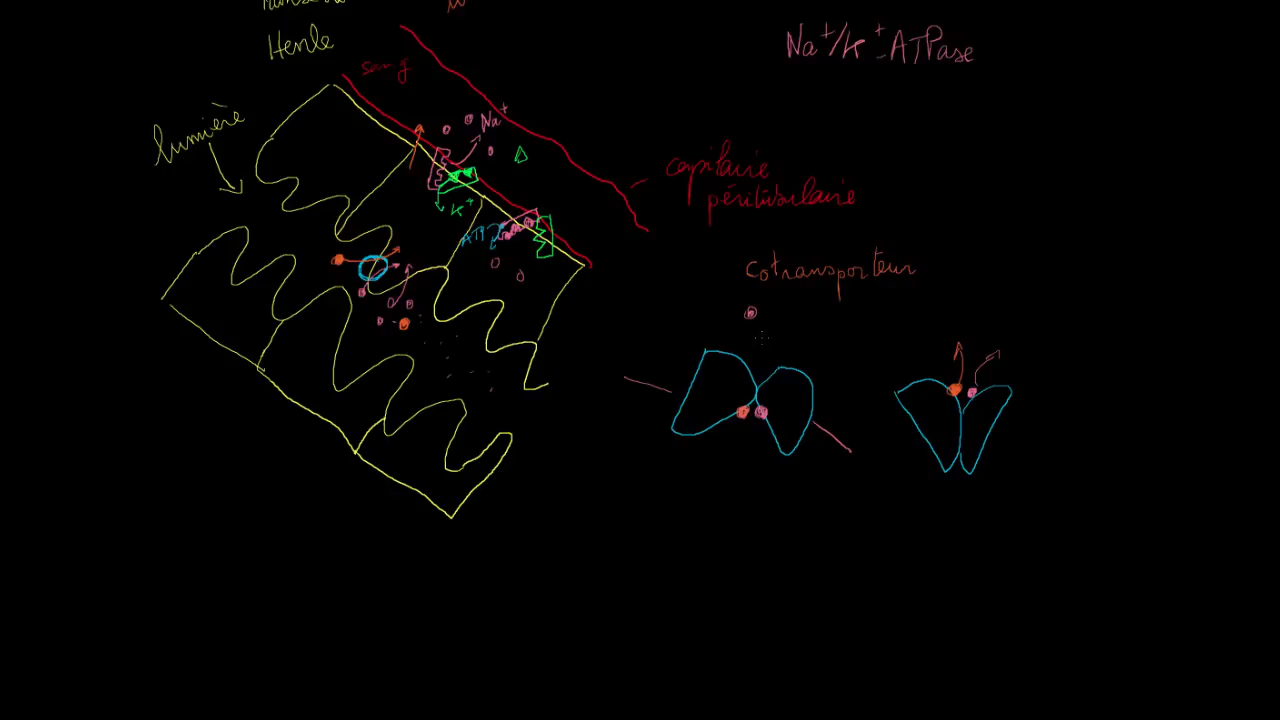 Henle
Na⁺/K⁺-ATPase
sang
lumière
Na⁺
capillaire
péritubulaire
K⁺
ATP
cotransporteur